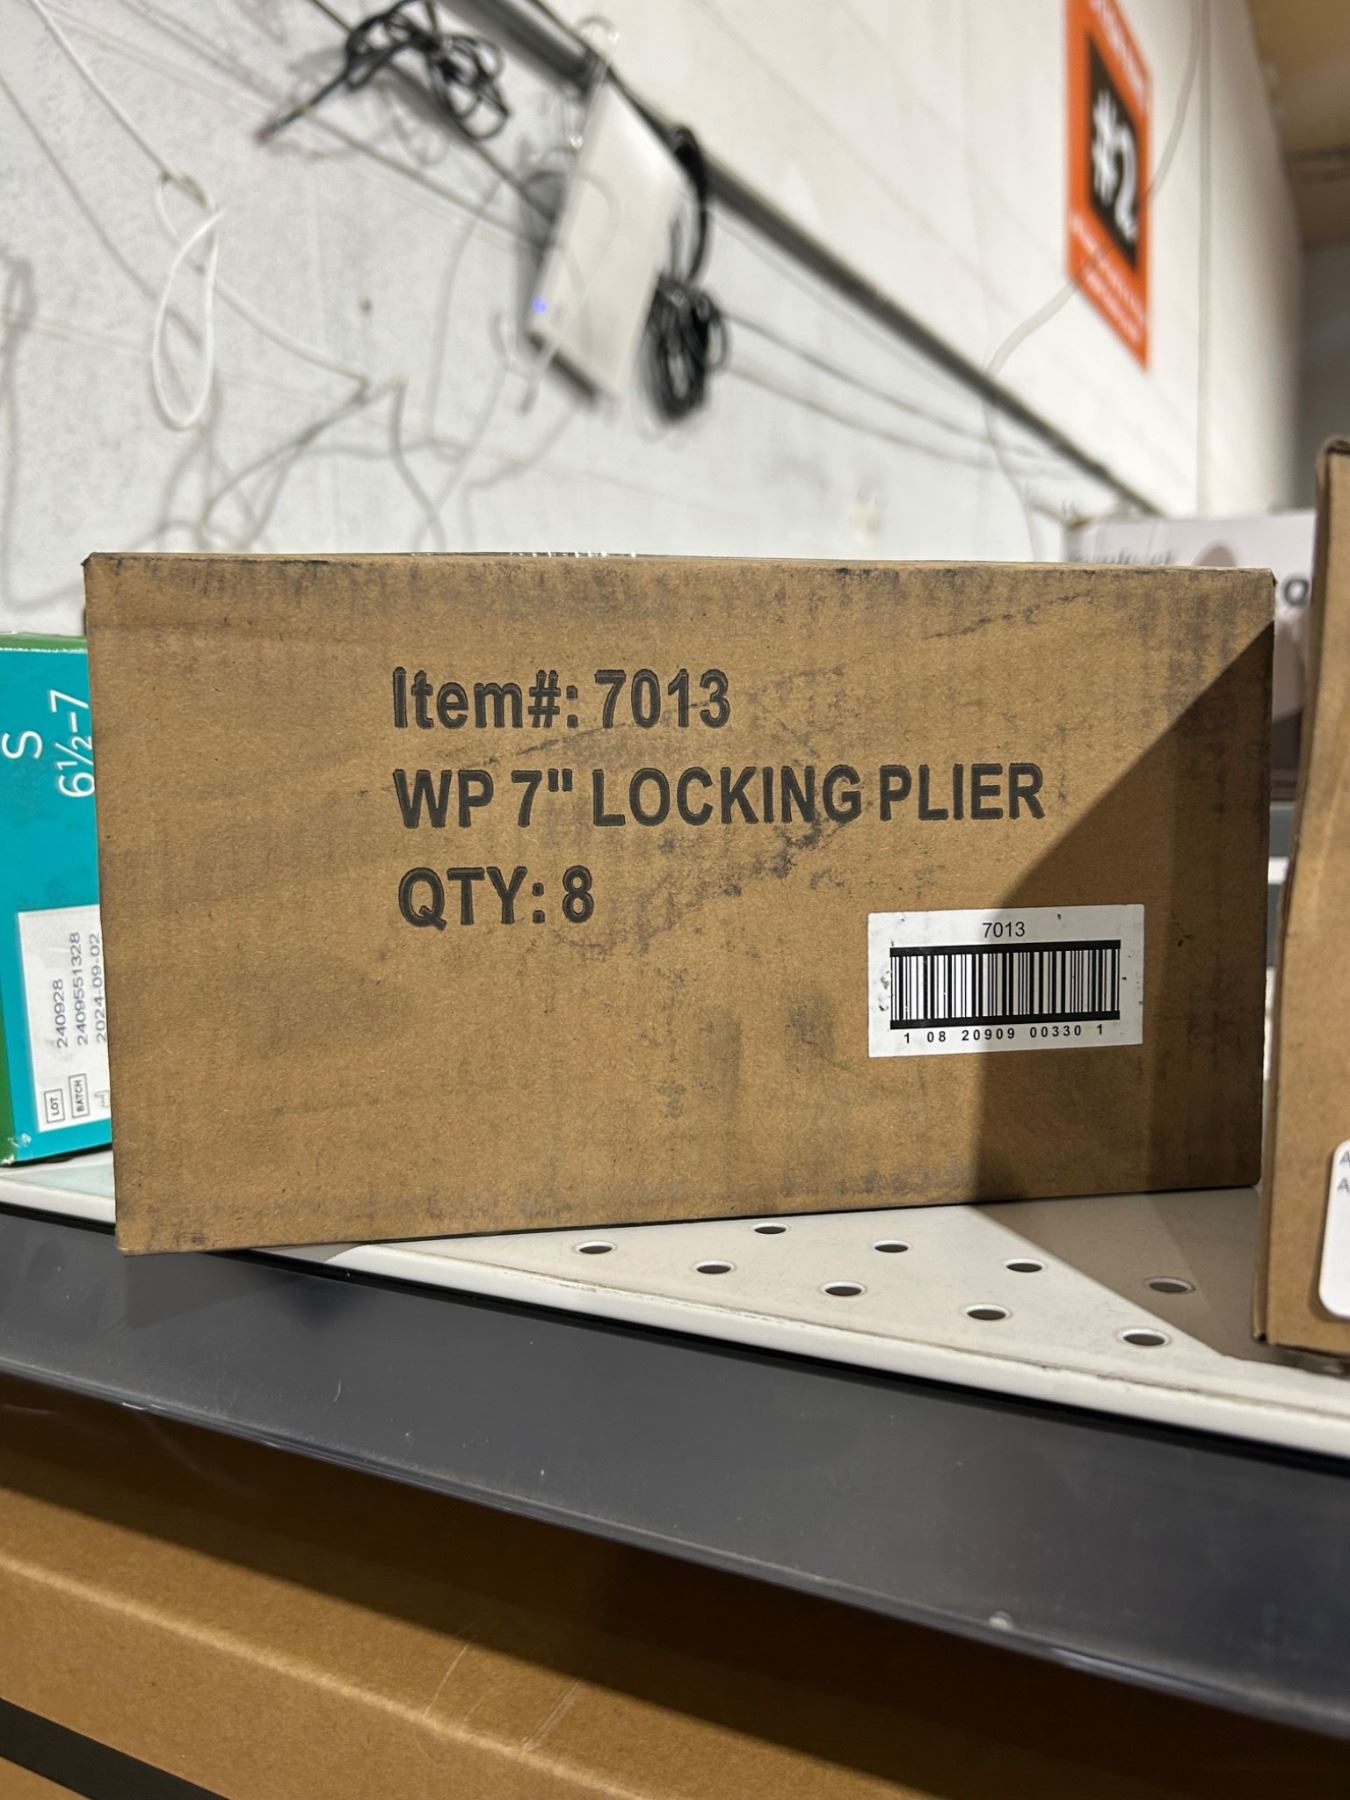 Item#: 7013
WP 7" LOCKING PLIER
QTY: 8
7013
1 08 20909 00330 1
S
6½-7
LOT 240928
BATCH 2409551328
2024-09-02
#2